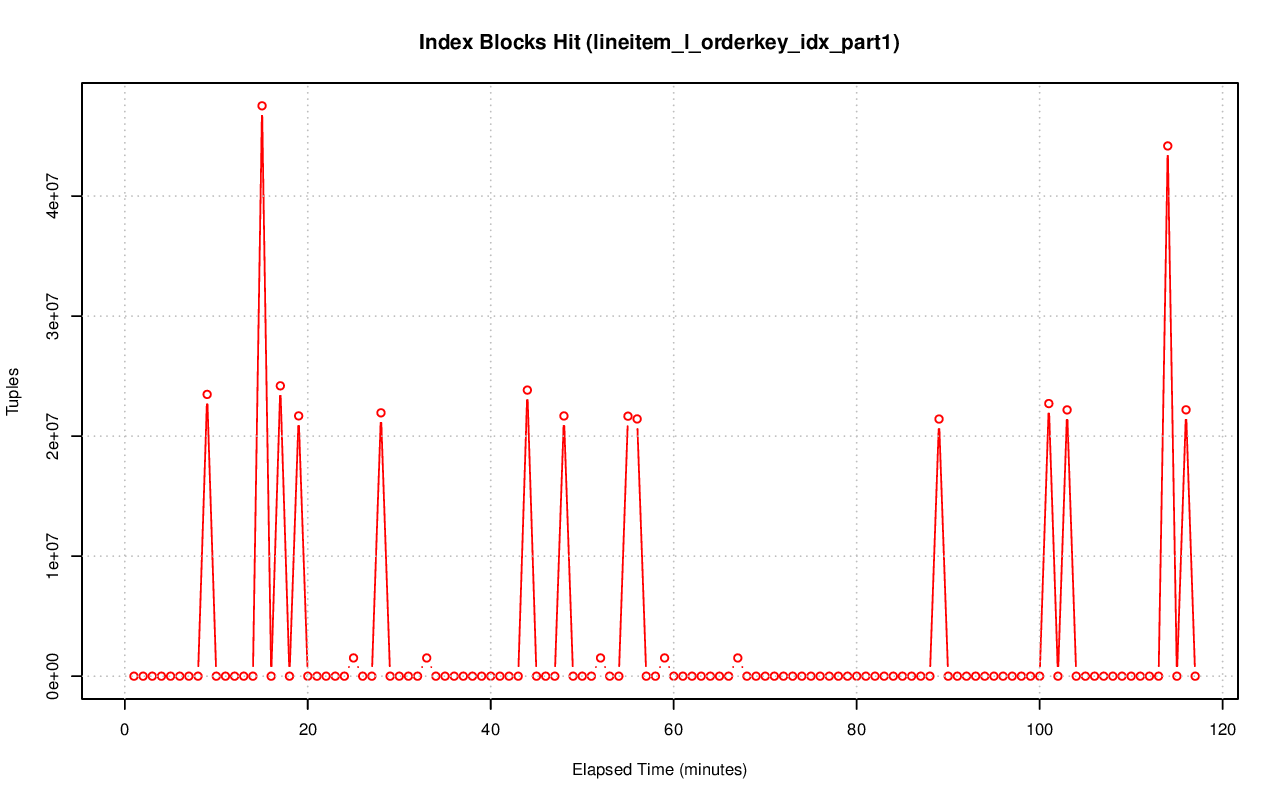 Index Blocks Hit (lineitem_l_orderkey_idx_part1)
Tuples
4e+07
3e+07
2e+07
1e+07
0e+00
0 20 40 60 80 100 120
Elapsed Time (minutes)